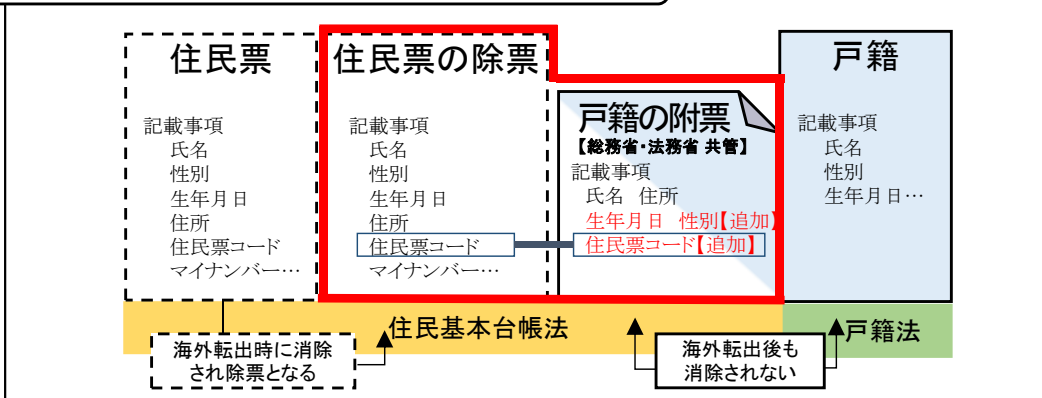 住民票
記載事項
氏名
性別
生年月日
住所
住民票コード
マイナンバー…
住民票の除票
記載事項
氏名
性別
生年月日
住所
住民票コード
マイナンバー…
戸籍の附票
【総務省・法務省 共管】
記載事項
氏名 住所
生年月日 性別【追加】
住民票コード【追加】
戸籍
記載事項
氏名
性別
生年月日…
住民基本台帳法
戸籍法
海外転出時に消除
され除票となる
海外転出後も
消除されない